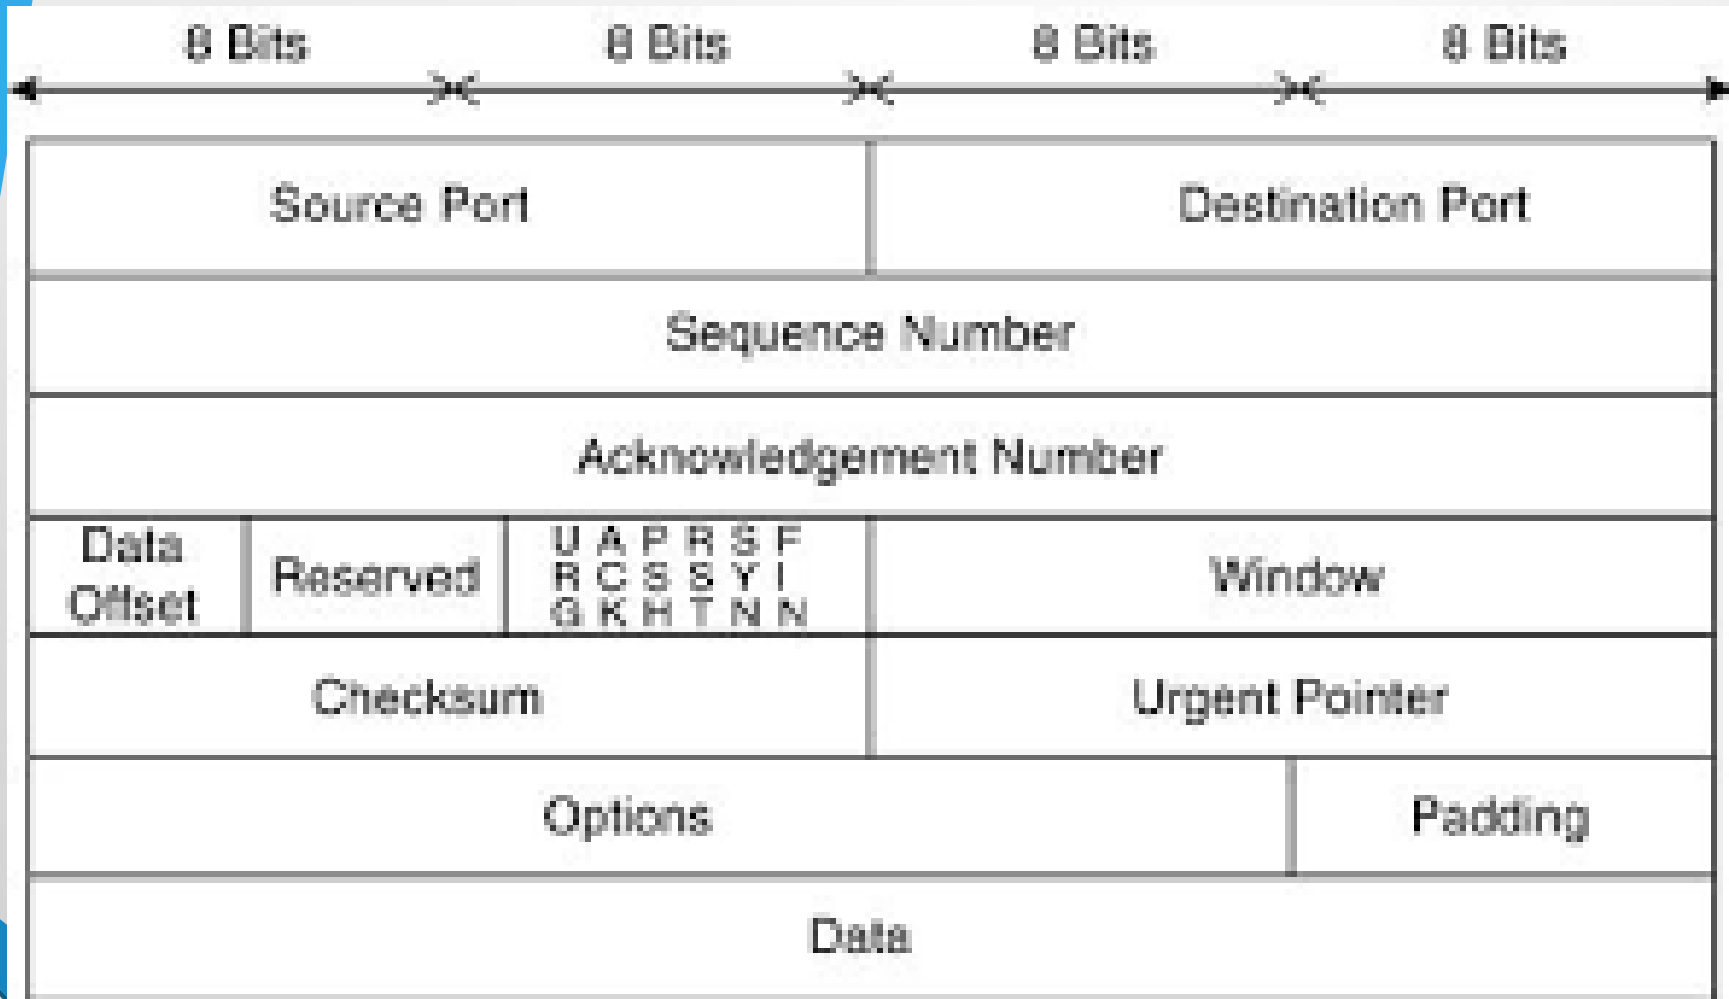 8 Bits 8 Bits 8 Bits 8 Bits
Source Port Destination Port
Sequence Number
Acknowledgement Number
Data Offset Reserved U A P R S F
R C S S Y I
G K H T N N Window
Checksum Urgent Pointer
Options Padding
Data